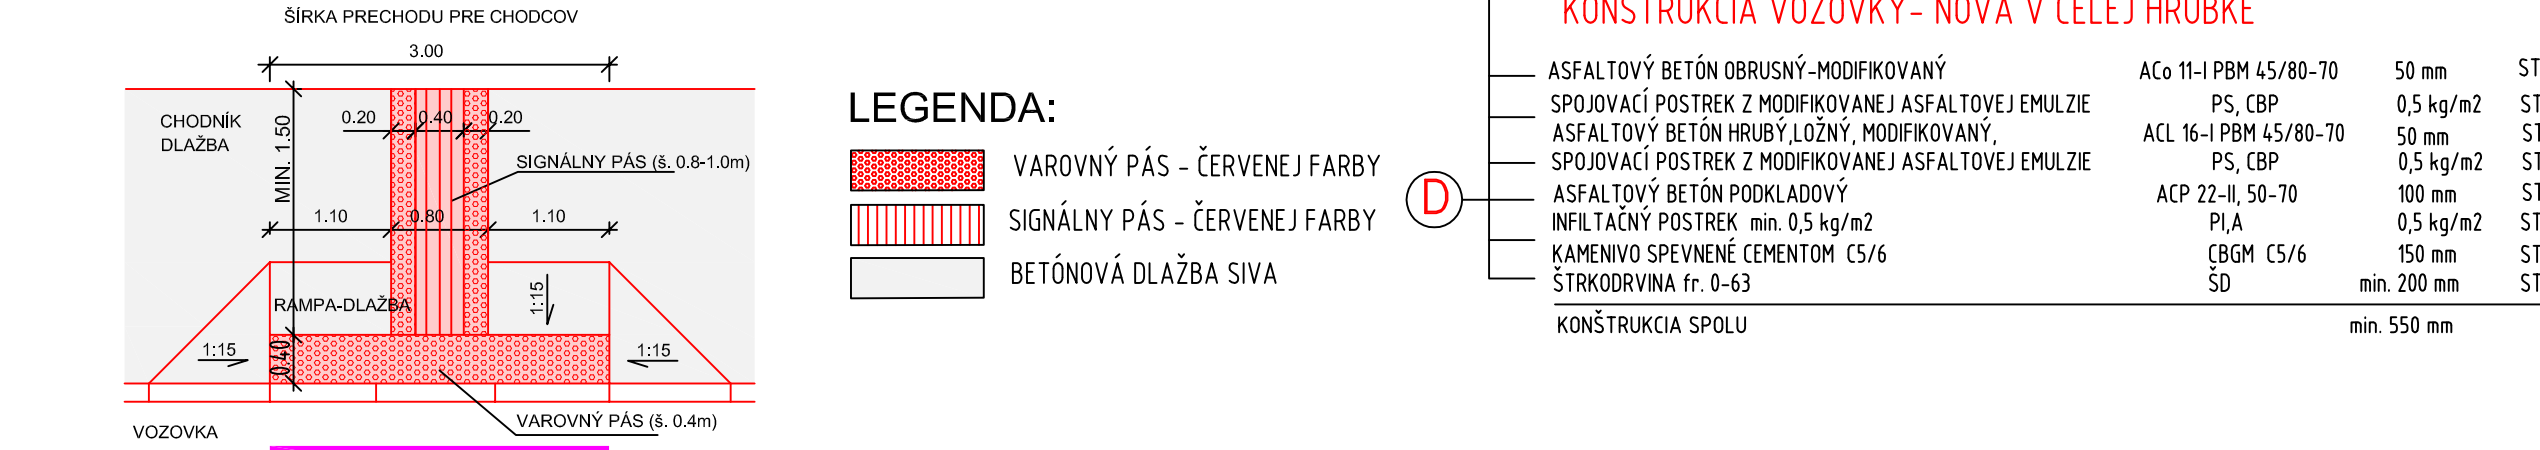 ŠÍRKA PRECHODU PRE CHODCOV
3.00
CHODNÍK
DLAŽBA
MIN. 1.50
0.20
0.40
0.20
SIGNÁLNY PÁS (š. 0.8-1.0m)
1.10
0.80
1.10
RAMPA-DLAŽBA
1:15
0.40
1:15
1:15
VAROVNÝ PÁS (š. 0.4m)
VOZOVKA
LEGENDA:
VAROVNÝ PÁS - ČERVENEJ FARBY
SIGNÁLNY PÁS - ČERVENEJ FARBY
BETÓNOVÁ DLAŽBA SIVA
KONŠTRUKCIA VOZOVKY- NOVÁ V CELEJ HRÚBKE
D
ASFALTOVÝ BETÓN OBRUSNÝ-MODIFIKOVANÝ ACo 11-I PBM 45/80-70 50 mm ST
SPOJOVACÍ POSTREK Z MODIFIKOVANEJ ASFALTOVEJ EMULZIE PS, CBP 0,5 kg/m2 ST
ASFALTOVÝ BETÓN HRUBÝ,LOŽNÝ, MODIFIKOVANÝ, ACL 16-I PBM 45/80-70 50 mm ST
SPOJOVACÍ POSTREK Z MODIFIKOVANEJ ASFALTOVEJ EMULZIE PS, CBP 0,5 kg/m2 ST
ASFALTOVÝ BETÓN PODKLADOVÝ ACP 22-II, 50-70 100 mm ST
INFILTAČNÝ POSTREK min. 0,5 kg/m2 PI,A 0,5 kg/m2 ST
KAMENIVO SPEVNENÉ CEMENTOM C5/6 CBGM C5/6 150 mm ST
ŠTRKODRVINA fr. 0-63 ŠD min. 200 mm ST
KONŠTRUKCIA SPOLU min. 550 mm